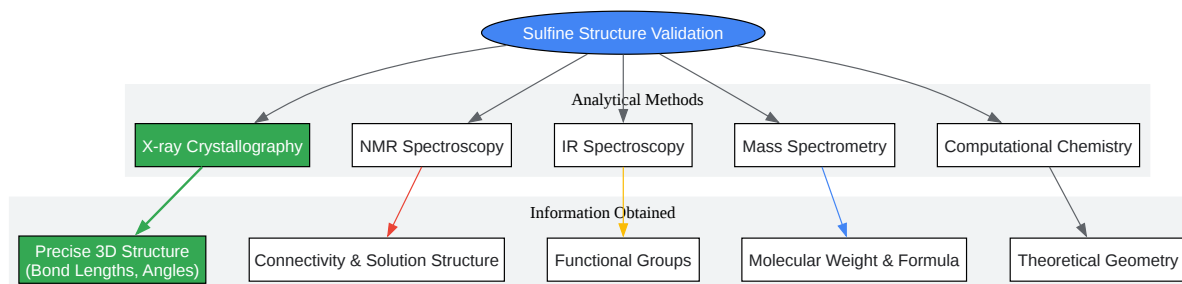 Sulfine Structure Validation
Analytical Methods
X-ray Crystallography
NMR Spectroscopy
IR Spectroscopy
Mass Spectrometry
Computational Chemistry
Information Obtained
Precise 3D Structure
(Bond Lengths, Angles)
Connectivity & Solution Structure
Functional Groups
Molecular Weight & Formula
Theoretical Geometry